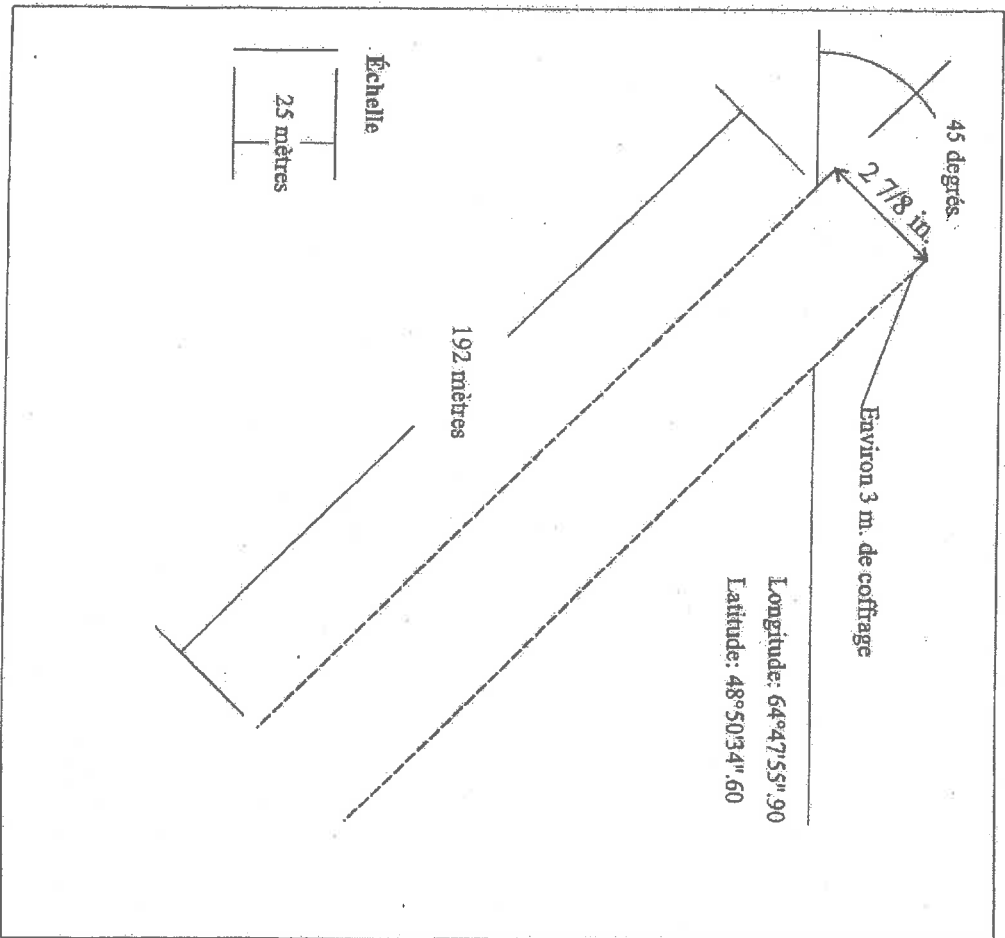 45 degrés
2 7/8 in.
Environ 3 m. de coffrage
Longitude: 64°47'55".90
Latitude: 48°50'34".60
192 mètres
Échelle
25 mètres